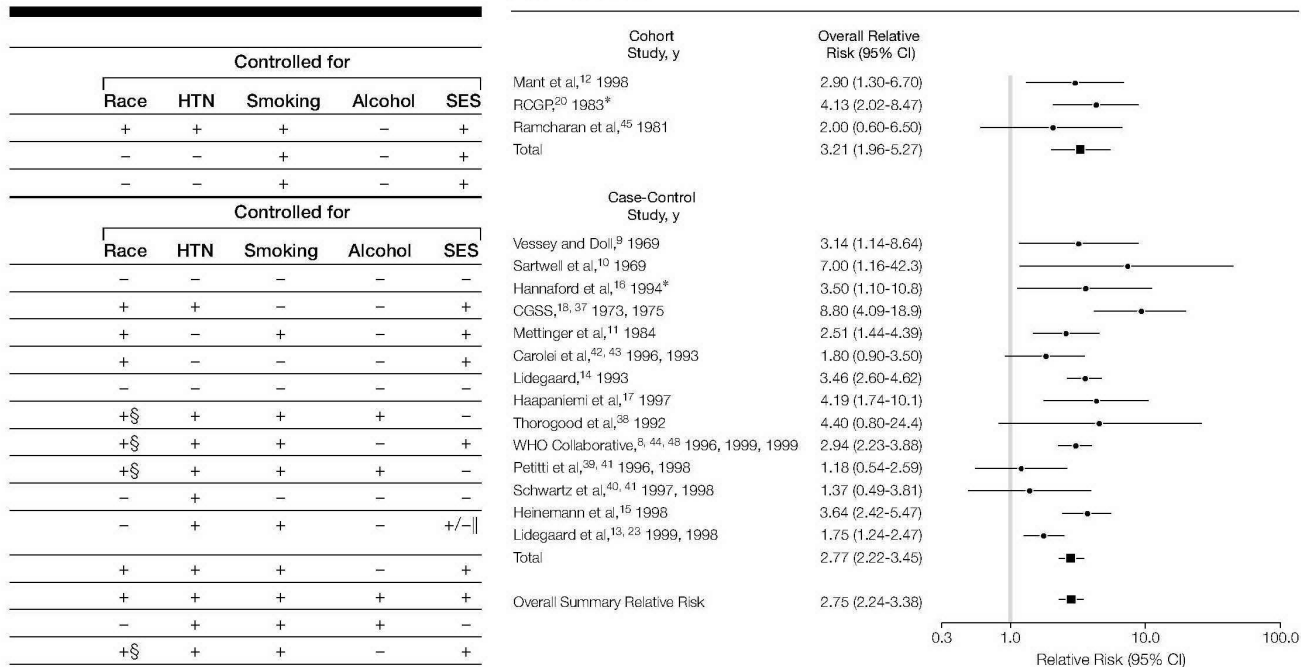 Controlled for
Race HTN Smoking Alcohol SES
+ + + − +
− − + − +
− − + − +
Controlled for
Race HTN Smoking Alcohol SES
− − − − −
+ + − − +
+ − + − +
+ − − − +
− − − − −
+§ + + + −
+§ + + − +
+§ + + + −
− + − − −
− + + − +/−‖
+ + + − +
+ + + + +
− + + + −
+§ + + − +
Cohort
Study, y
Overall Relative
Risk (95% CI)
Mant et al,12 1998 2.90 (1.30-6.70)
RCGP,20 1983* 4.13 (2.02-8.47)
Ramcharan et al,45 1981 2.00 (0.60-6.50)
Total 3.21 (1.96-5.27)
Case-Control
Study, y
Vessey and Doll,9 1969 3.14 (1.14-8.64)
Sartwell et al,10 1969 7.00 (1.16-42.3)
Hannaford et al,16 1994* 3.50 (1.10-10.8)
CGSS,18, 37 1973, 1975 8.80 (4.09-18.9)
Mettinger et al,11 1984 2.51 (1.44-4.39)
Carolei et al,42, 43 1996, 1993 1.80 (0.90-3.50)
Lidegaard,14 1993 3.46 (2.60-4.62)
Haapaniemi et al,17 1997 4.19 (1.74-10.1)
Thorogood et al,38 1992 4.40 (0.80-24.4)
WHO Collaborative,8, 44, 48 1996, 1999, 1999 2.94 (2.23-3.88)
Petitti et al,39, 41 1996, 1998 1.18 (0.54-2.59)
Schwartz et al,40, 41 1997, 1998 1.37 (0.49-3.81)
Heinemann et al,15 1998 3.64 (2.42-5.47)
Lidegaard et al,13, 23 1999, 1998 1.75 (1.24-2.47)
Total 2.77 (2.22-3.45)
Overall Summary Relative Risk 2.75 (2.24-3.38)
0.3 1.0 10.0 100.0
Relative Risk (95% CI)